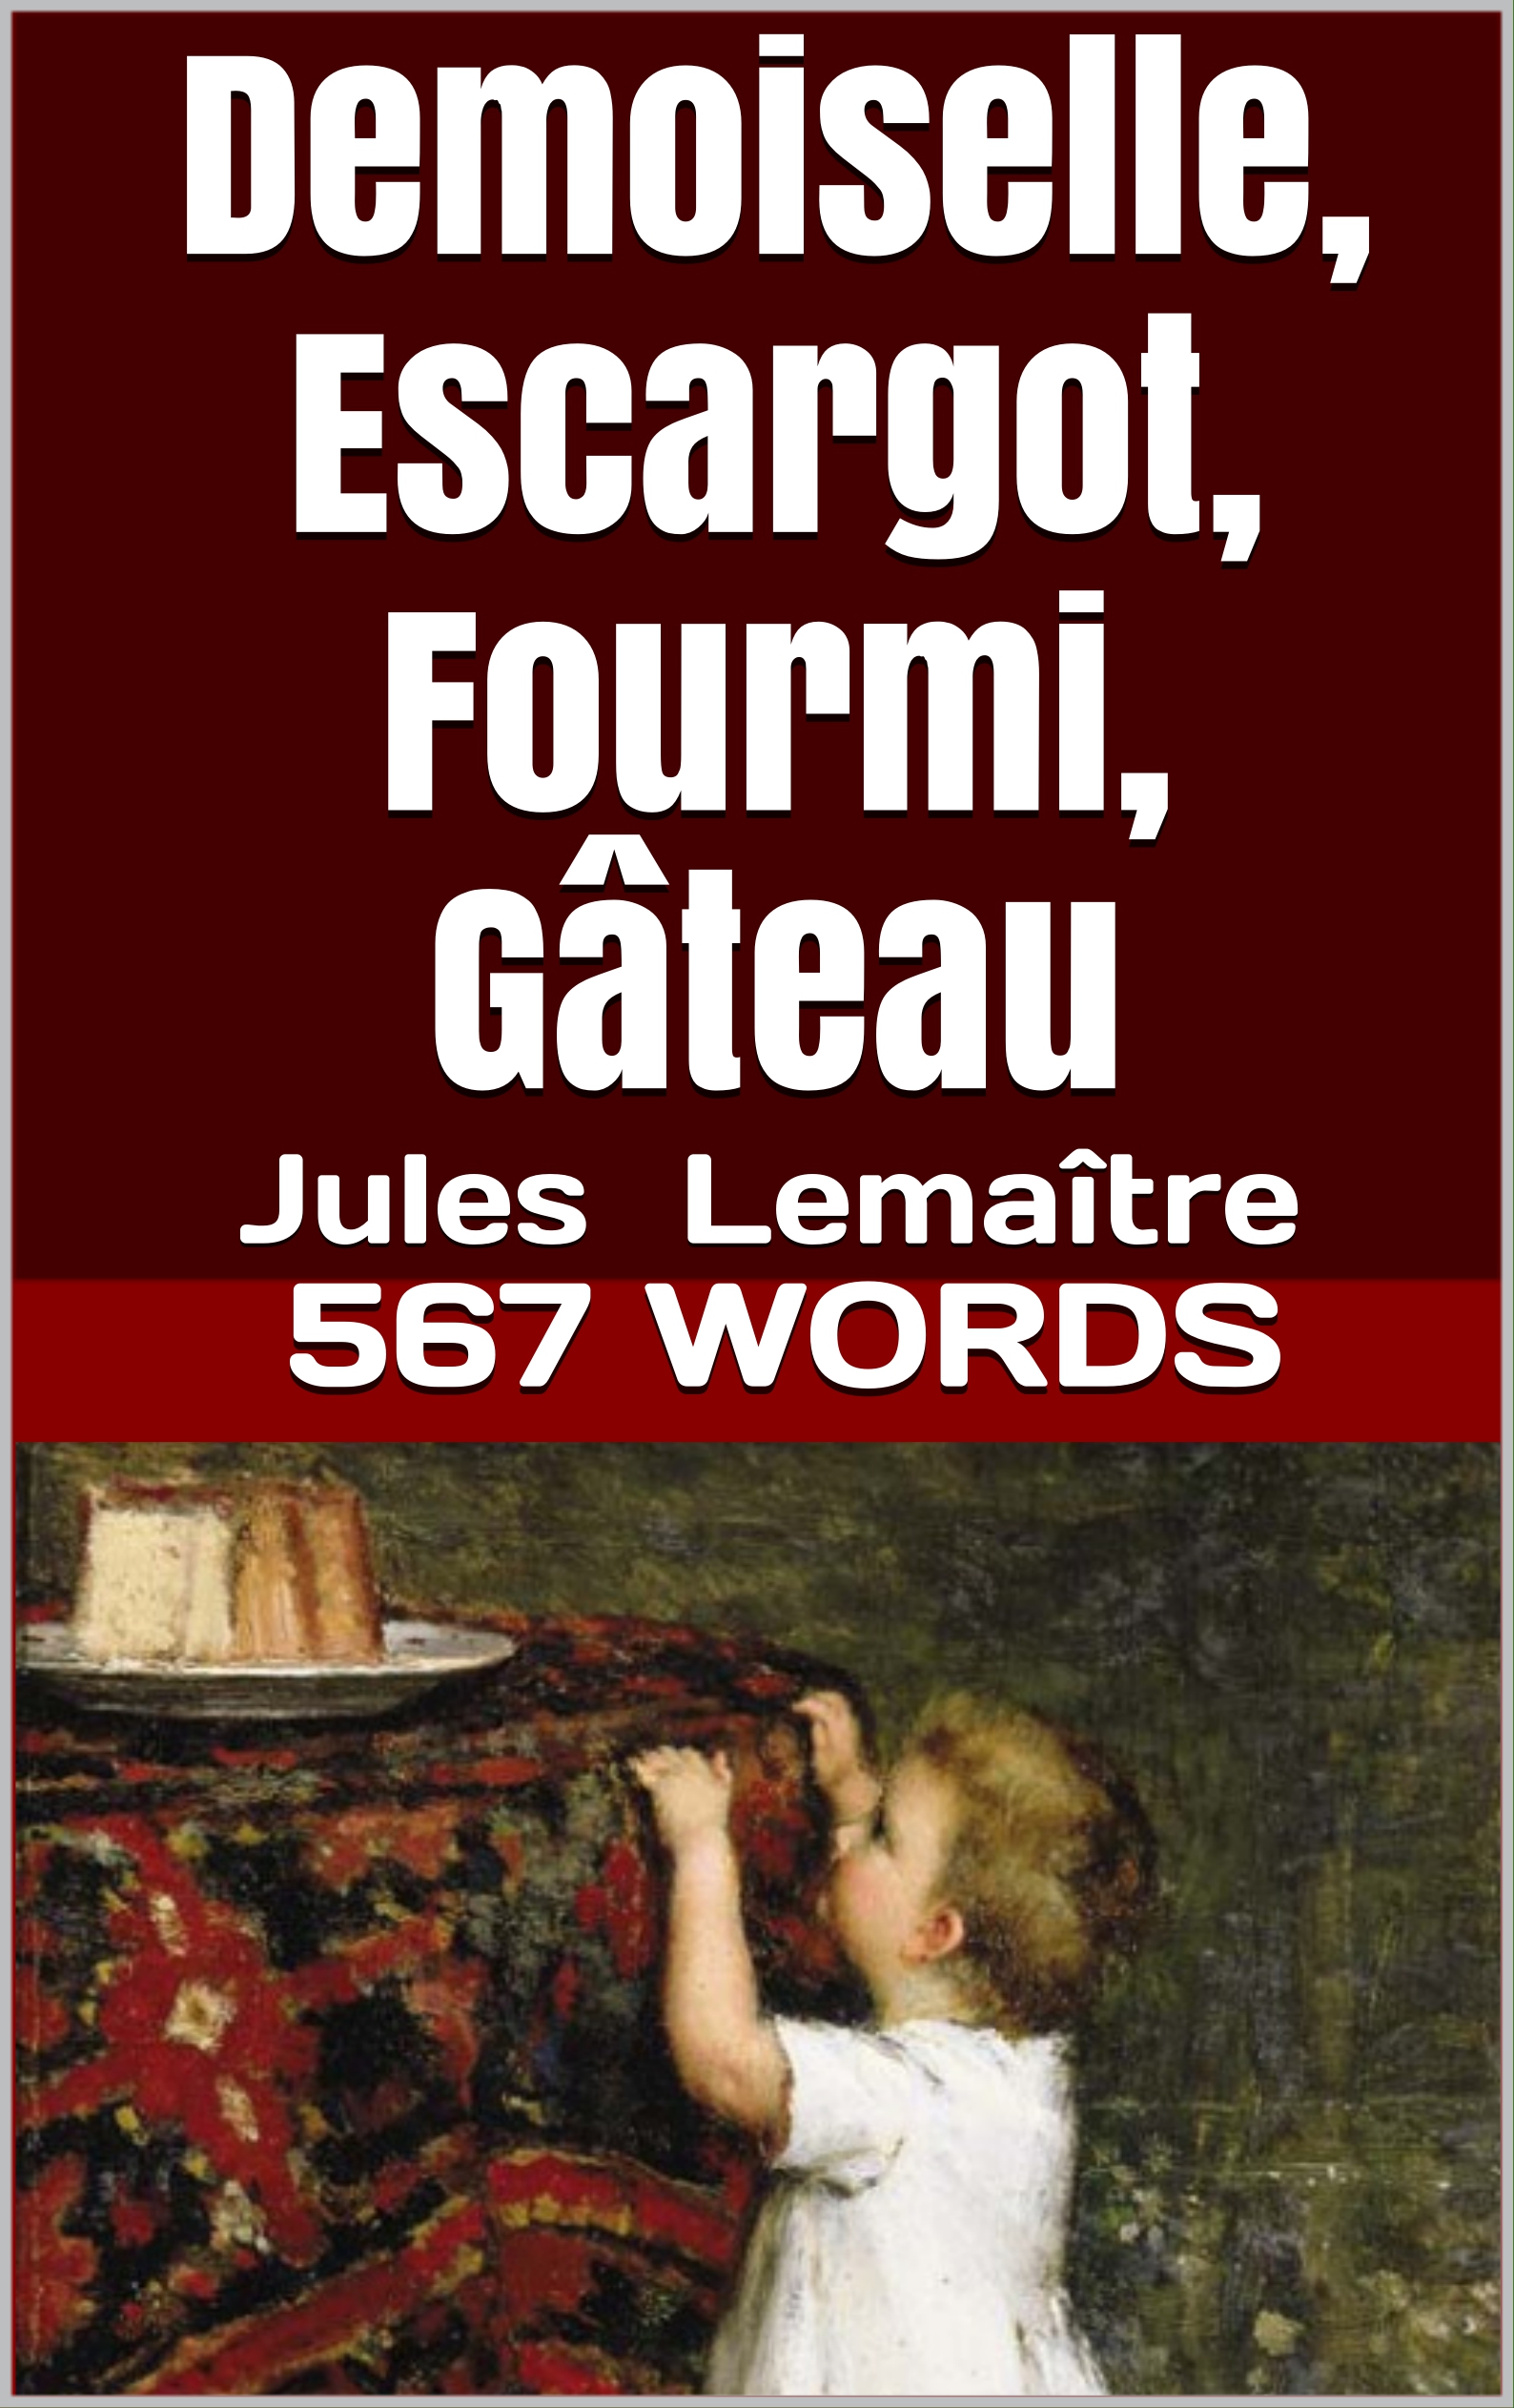 Demoiselle,
Escargot,
Fourmi,
Gâteau
Jules Lemaître
567 WORDS